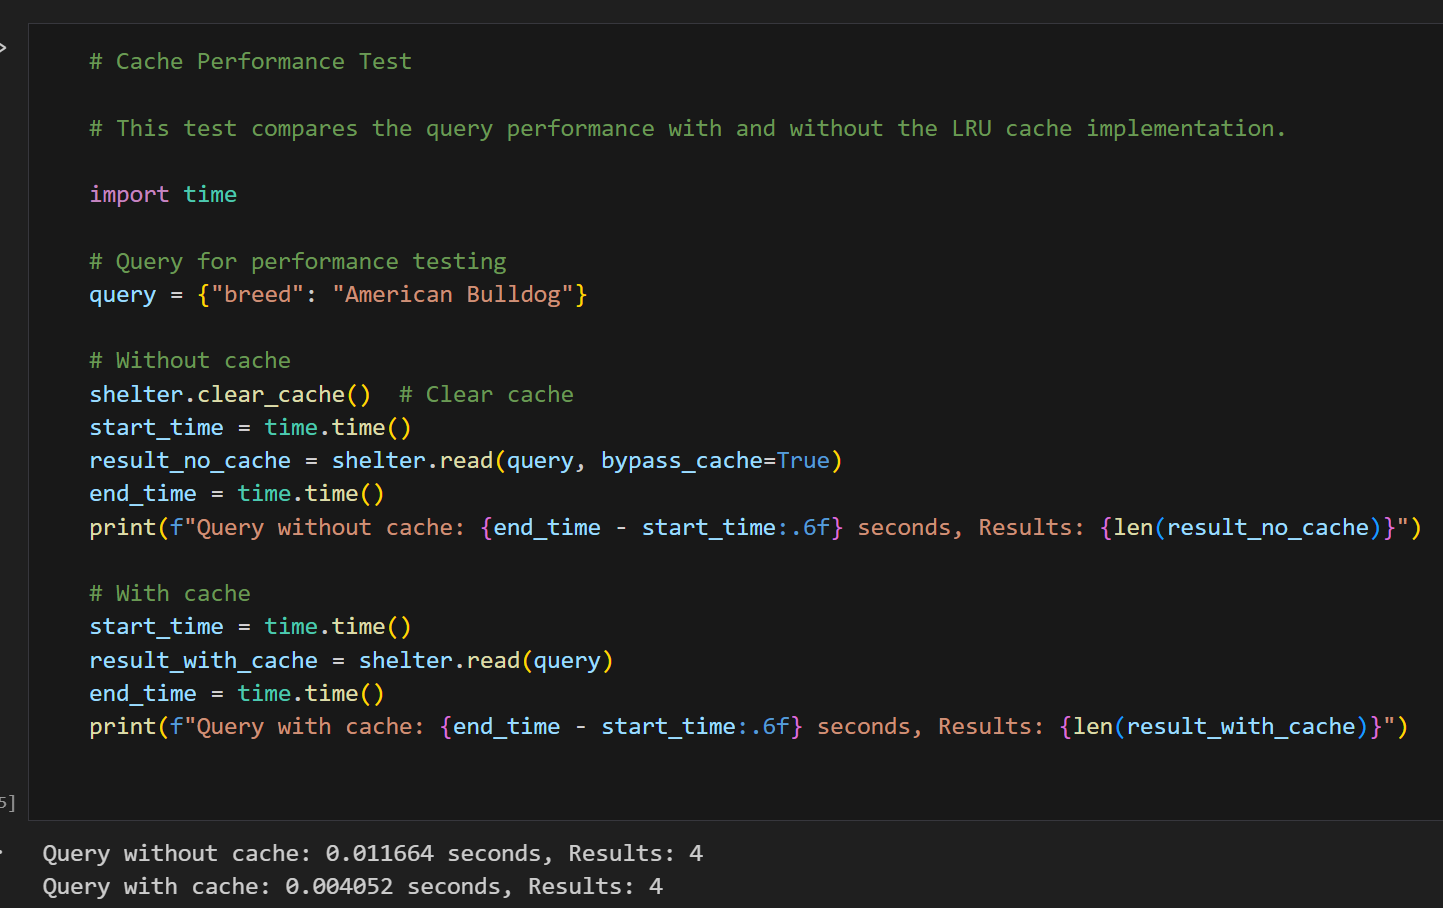 # Cache Performance Test
# This test compares the query performance with and without the LRU cache implementation.
import time
# Query for performance testing
query = {"breed": "American Bulldog"}
# Without cache
shelter.clear_cache()  # Clear cache
start_time = time.time()
result_no_cache = shelter.read(query, bypass_cache=True)
end_time = time.time()
print(f"Query without cache: {end_time - start_time:.6f} seconds, Results: {len(result_no_cache)}")
# With cache
start_time = time.time()
result_with_cache = shelter.read(query)
end_time = time.time()
print(f"Query with cache: {end_time - start_time:.6f} seconds, Results: {len(result_with_cache)}")
5]
Query without cache: 0.011664 seconds, Results: 4
Query with cache: 0.004052 seconds, Results: 4